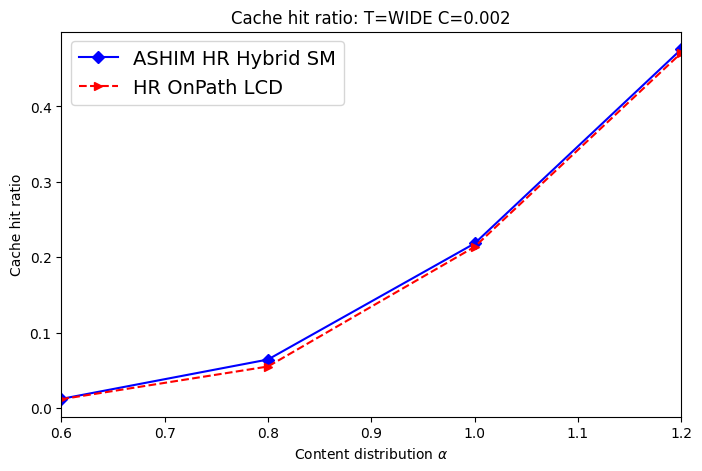 Cache hit ratio: T=WIDE C=0.002
ASHIM HR Hybrid SM
HR OnPath LCD
Cache hit ratio
0.4
0.3
0.2
0.1
0.0
0.6
0.7
0.8
0.9
1.0
1.1
1.2
Content distribution α